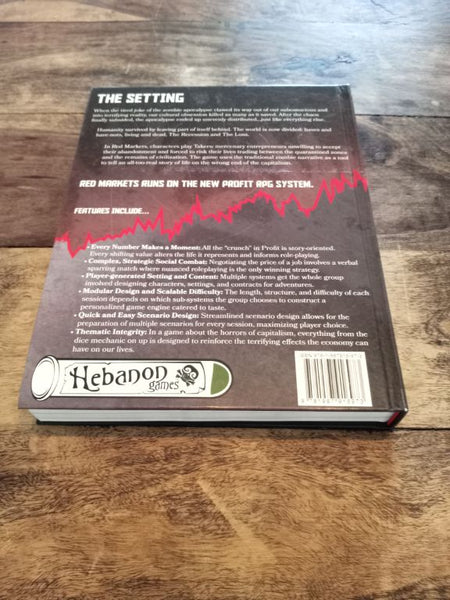 THE SETTING
When the tired joke of the zombie apocalypse clawed its way out of our subconscious and
into terrifying reality, our cultural obsession killed as many as it saved. After the chaos
finally subsided, the apocalypse ended up unevenly distributed...just like everything else.
Humanity survived by leaving part of itself behind. The world is now divided: haves and
have-nots, living and dead, The Recession and The Loss.
In Red Markets, characters play Takers: mercenary entrepreneurs unwilling to accept
their abandonment and forced to risk their lives trading between the quarantined zones
and the remains of civilization. The game uses the traditional zombie narrative as a tool
to tell an all-too-real story of life on the wrong end of the capitalism.
RED MARKETS RUNS ON THE NEW PROFIT RPG SYSTEM.
FEATURES INCLUDE...
• Every Number Makes a Moment: All the "crunch" in Profit is story-oriented.
Every shifting value alters the life it represents and informs role-playing.
• Complex, Strategic Social Combat: Negotiating the price of a job involves a verbal
sparring match where nuanced roleplaying is the only winning strategy.
• Player-generated Setting and Content: Multiple systems get the whole group
involved designing characters, settings, and contracts for adventures.
• Modular Design and Scalable Difficulty: The length, structure, and difficulty of each
session depends on which sub-systems the group chooses to construct a
personalized game engine catered to taste.
• Quick and Easy Scenario Design: Streamlined scenario design allows for the
preparation of multiple scenarios for every session, maximizing player choice.
• Thematic Integrity: In a game about the horrors of capitalism, everything from the
dice mechanic on up is designed to reinforce the terrifying effects the economy can
have on our lives.
Hebanon
games